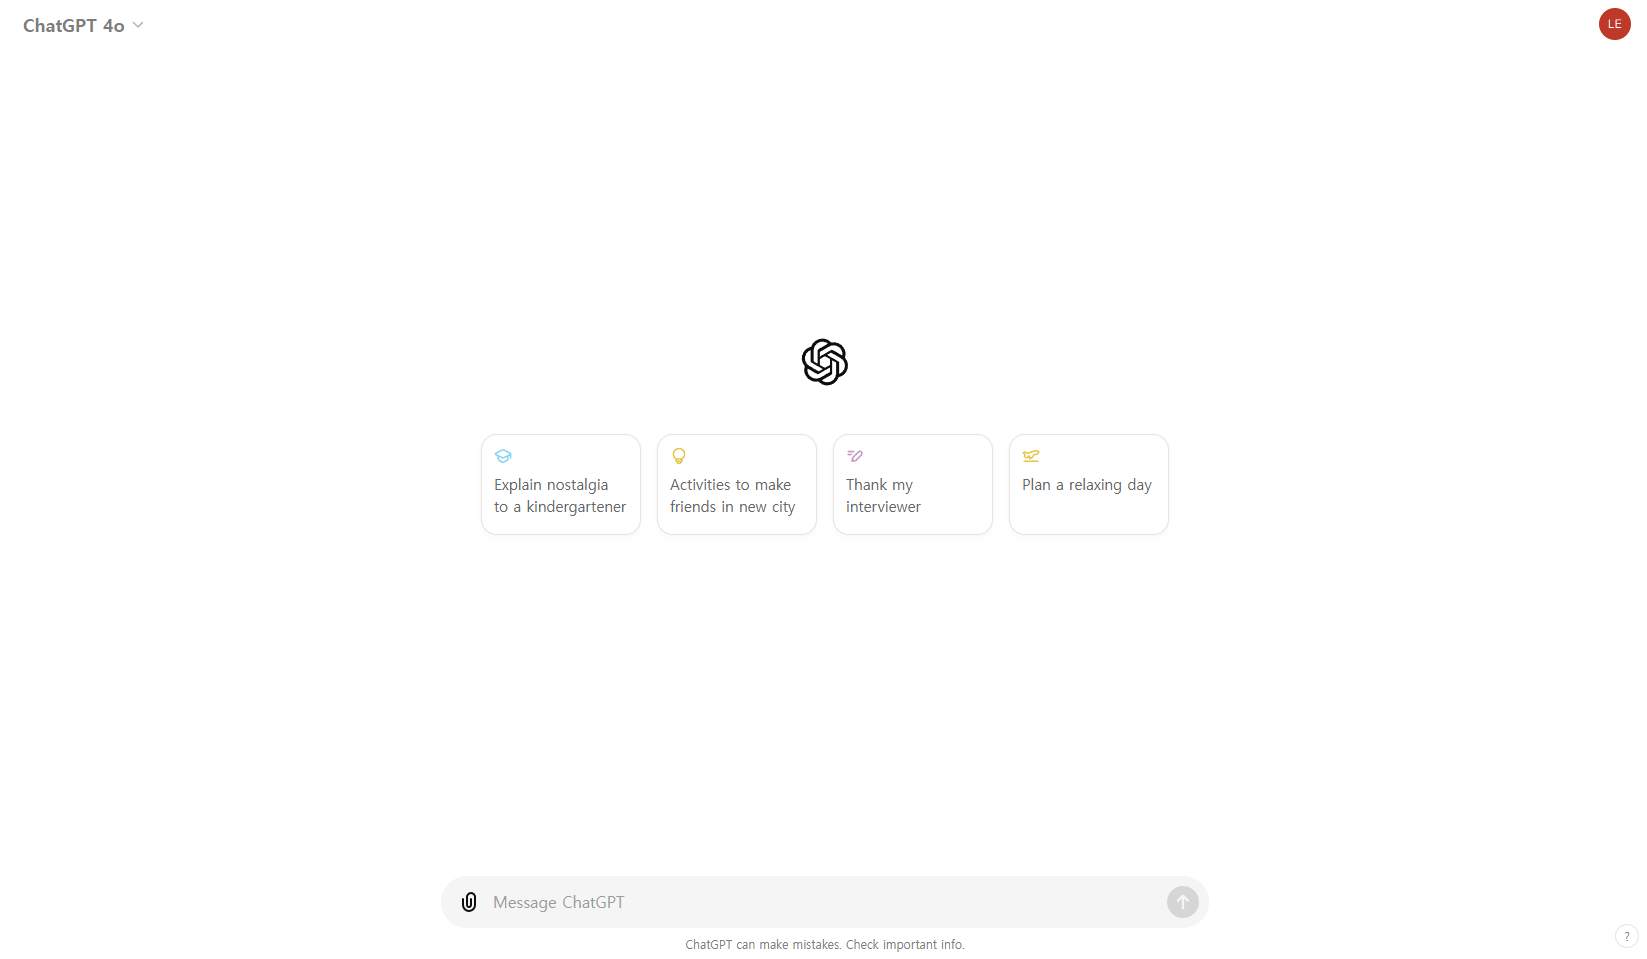 ChatGPT 4o
LE
Explain nostalgia
to a kindergartener
Activities to make
friends in new city
Thank my
interviewer
Plan a relaxing day
Message ChatGPT
ChatGPT can make mistakes. Check important info.
?